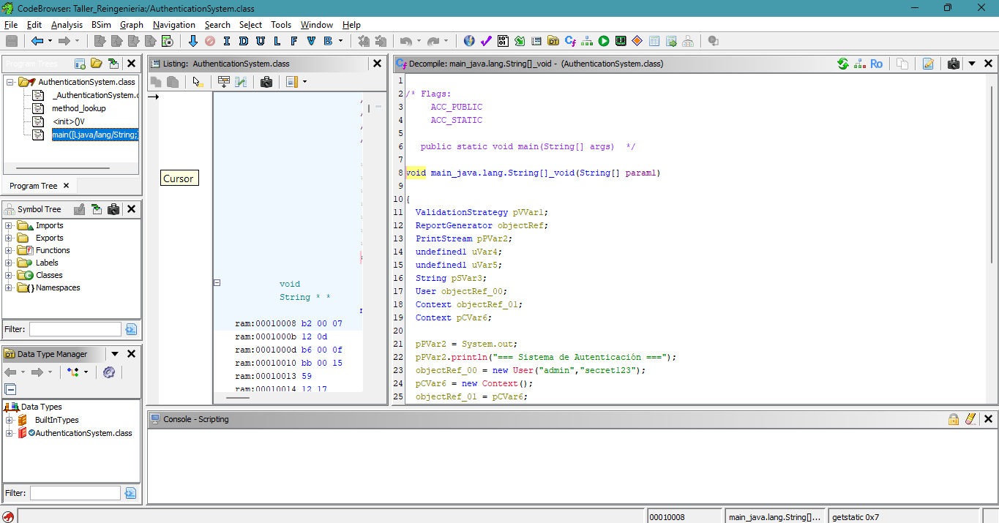 CodeBrowser: Taller_Reingenieria:/AuthenticationSystem.class
File Edit Analysis BSim Graph Navigation Search Select Tools Window Help
I D U L F V B
Program Trees
AuthenticationSystem.class
_AuthenticationSystem.c
method_lookup
<init>()V
main([Ljava/lang/String;
Program Tree
Symbol Tree
Imports
Exports
Functions
Labels
Classes
Namespaces
Filter:
Data Type Manager
Data Types
BuiltInTypes
AuthenticationSystem.class
Filter:
Listing: AuthenticationSystem.class
Cursor
void
String * *
ram:00010008 b2 00 07
ram:0001000b 12 0d
ram:0001000d b6 00 0f
ram:00010010 bb 00 15
ram:00010013 59
ram:00010014 12 17
Decompile: main_java.lang.String[]_void - (AuthenticationSystem.class)
Ro
1
2 /* Flags:
3 ACC_PUBLIC
4 ACC_STATIC
5
6 public static void main(String[] args) */
7
8 void main_java.lang.String[]_void(String[] param1)
9
10 {
11 ValidationStrategy pVVar1;
12 ReportGenerator objectRef;
13 PrintStream pPVar2;
14 undefined1 uVar4;
15 undefined1 uVar5;
16 String pSVar3;
17 User objectRef_00;
18 Context objectRef_01;
19 Context pCVar6;
20
21 pPVar2 = System.out;
22 pPVar2.println("=== Sistema de Autenticación ===");
23 objectRef_00 = new User("admin","secret123");
24 pCVar6 = new Context();
25 objectRef_01 = pCVar6;
Console - Scripting
00010008
main_java.lang.String[]...
getstatic 0x7